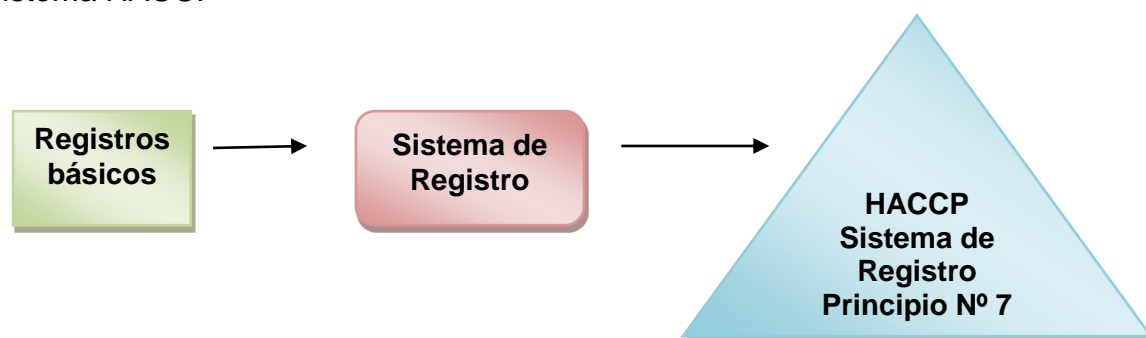 Registros
básicos
Sistema de
Registro
HACCP
Sistema de
Registro
Principio Nº 7